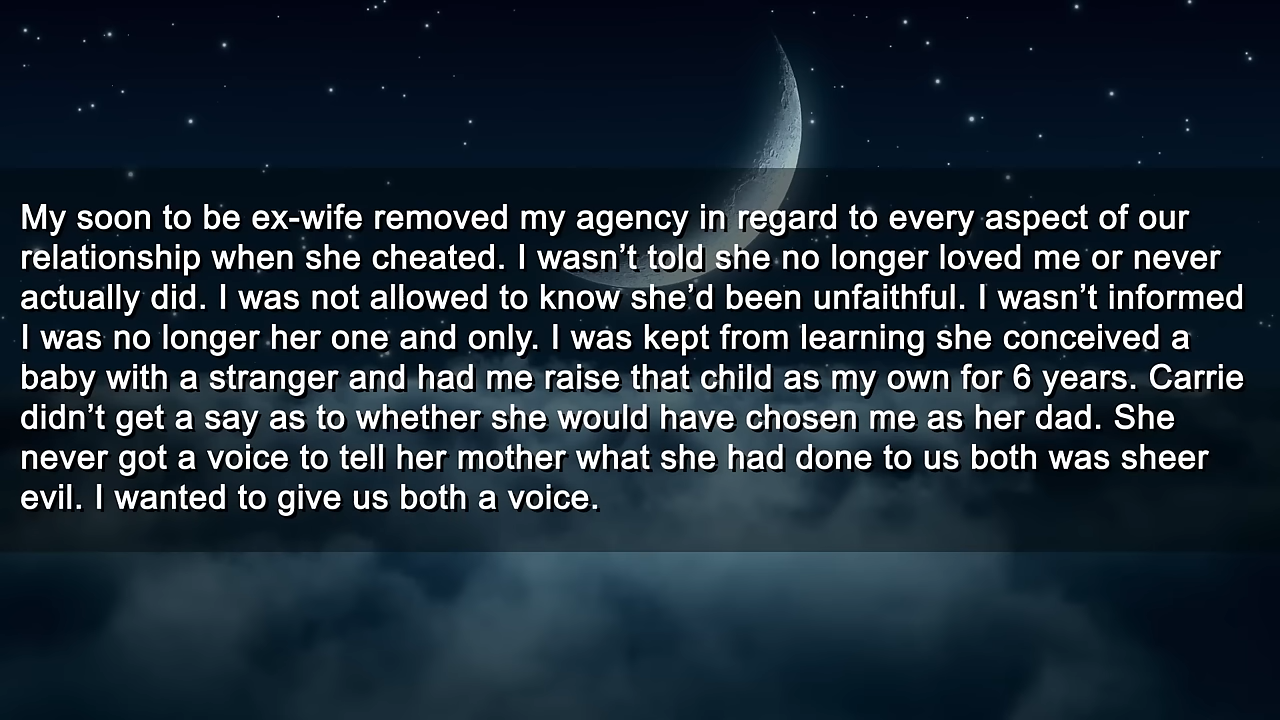 My soon to be ex-wife removed my agency in regard to every aspect of our
relationship when she cheated. I wasn’t told she no longer loved me or never
actually did. I was not allowed to know she’d been unfaithful. I wasn’t informed
I was no longer her one and only. I was kept from learning she conceived a
baby with a stranger and had me raise that child as my own for 6 years. Carrie
didn’t get a say as to whether she would have chosen me as her dad. She
never got a voice to tell her mother what she had done to us both was sheer
evil. I wanted to give us both a voice.